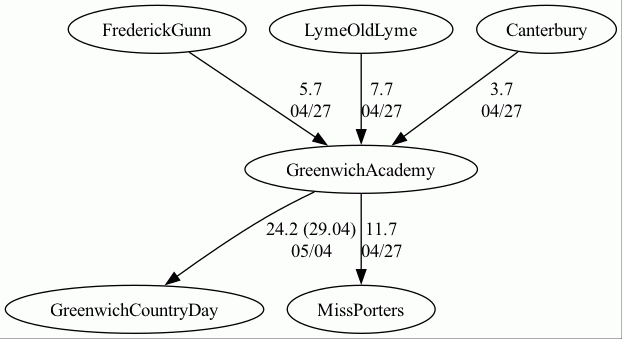 FrederickGunn
LymeOldLyme
Canterbury
5.7
04/27
7.7
04/27
3.7
04/27
GreenwichAcademy
24.2 (29.04)
05/04
11.7
04/27
GreenwichCountryDay
MissPorters